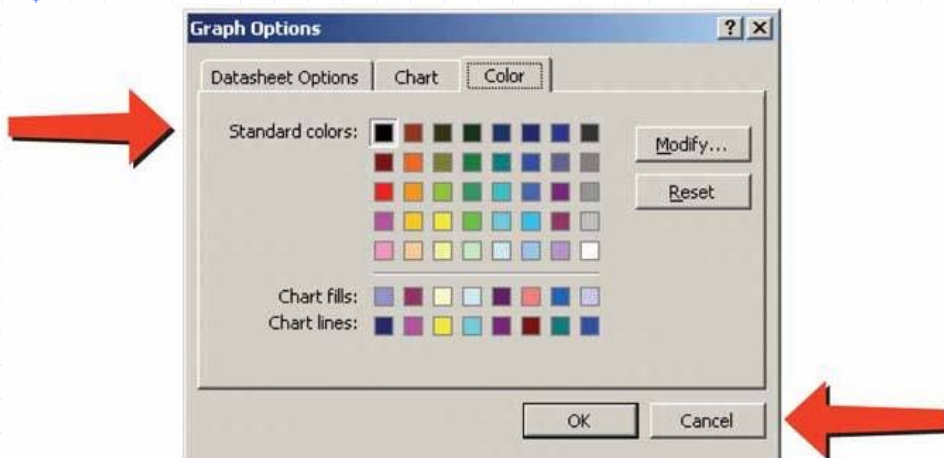 Graph Options
Datasheet Options Chart Color
Standard colors:
Modify...
Reset
Chart fills:
Chart lines:
OK Cancel